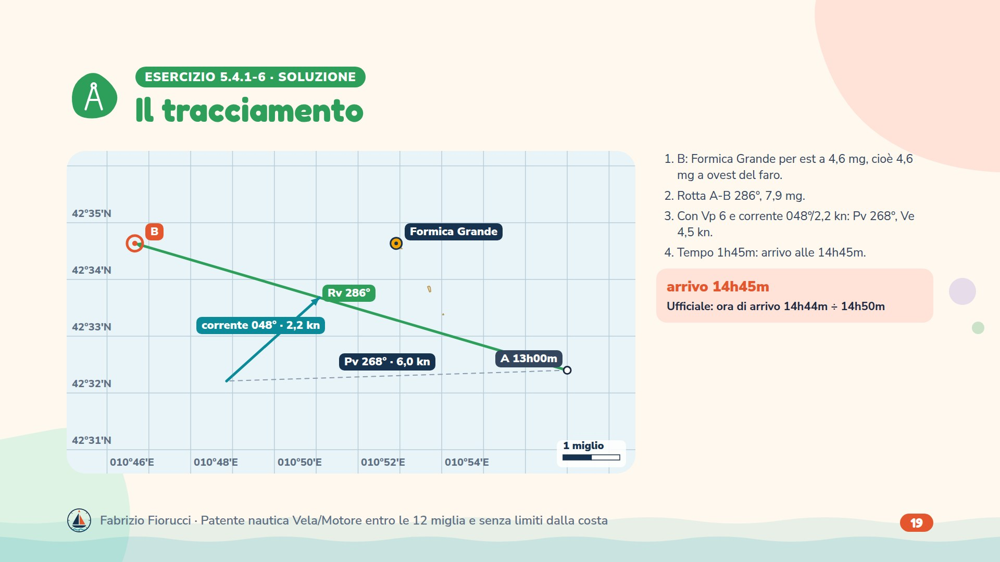 ESERCIZIO 5.4.1-6 · SOLUZIONE
Il tracciamento
42°35'N
42°34'N
42°33'N
42°32'N
42°31'N
010°46'E
010°48'E
010°50'E
010°52'E
010°54'E
B
Formica Grande
Rv 286°
corrente 048° · 2,2 kn
Pv 268° · 6,0 kn
A 13h00m
1 miglio
1. B: Formica Grande per est a 4,6 mg, cioè 4,6
mg a ovest del faro.
2. Rotta A-B 286°, 7,9 mg.
3. Con Vp 6 e corrente 048°/2,2 kn: Pv 268°, Ve
4,5 kn.
4. Tempo 1h45m: arrivo alle 14h45m.
arrivo 14h45m
Ufficiale: ora di arrivo 14h44m ÷ 14h50m
Fabrizio Fiorucci · Patente nautica Vela/Motore entro le 12 miglia e senza limiti dalla costa
19